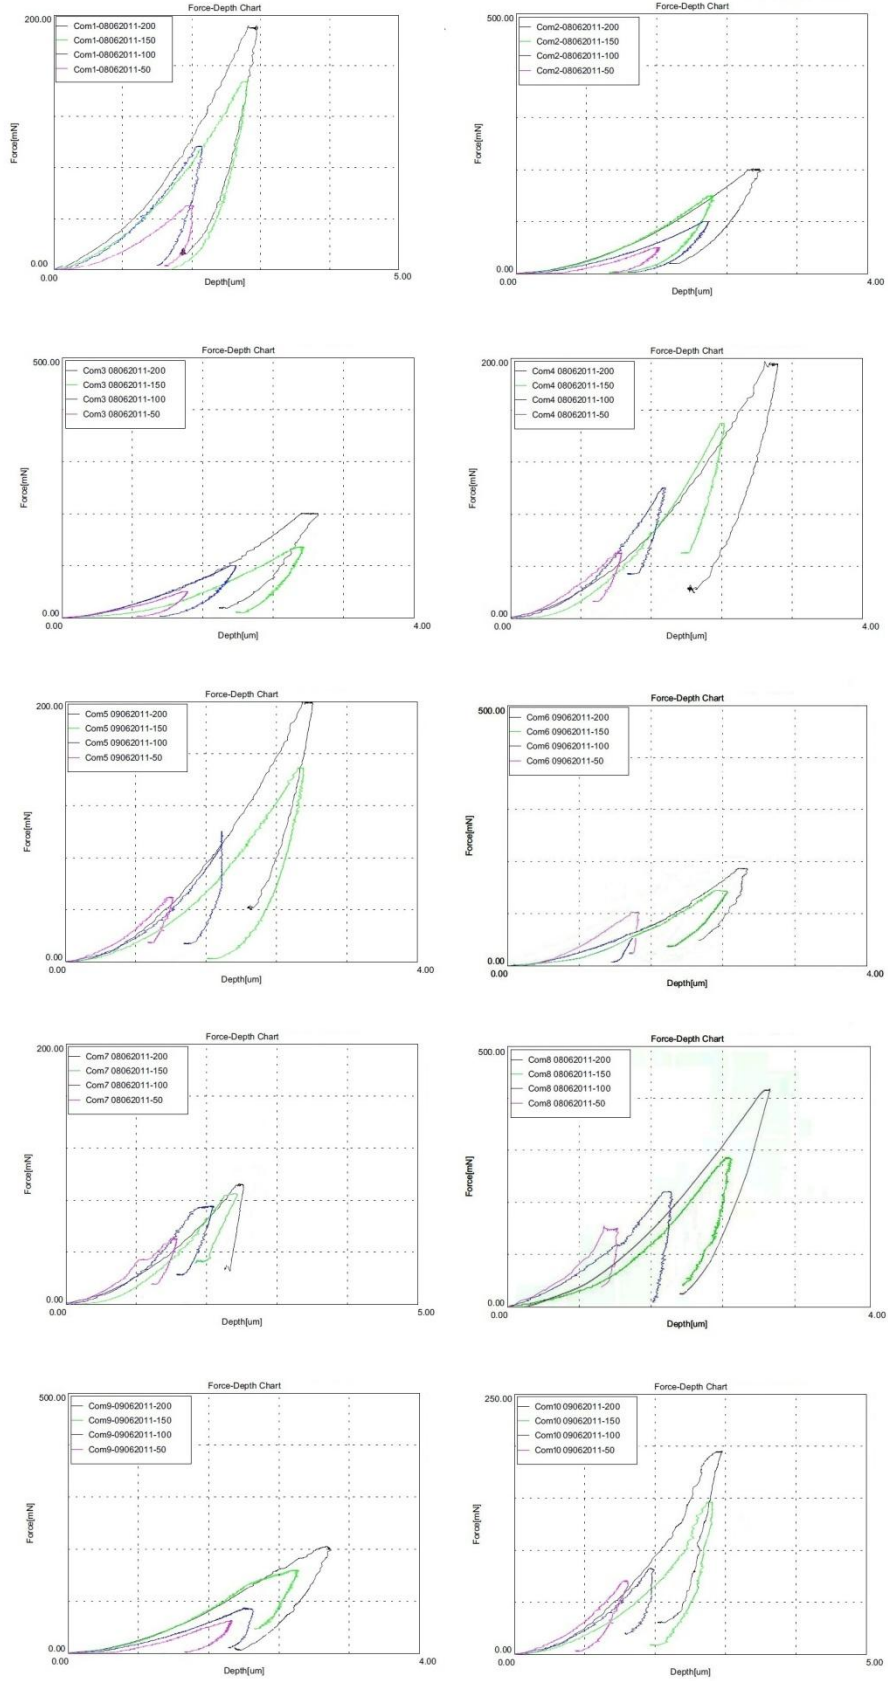 Force-Depth Chart
200.00
Com1-08062011-200
Com1-08062011-150
Com1-08062011-100
Com1-08062011-50
Force[mN]
0.00
0.00
5.00
Depth[um]
Force-Depth Chart
500.00
Com2-08062011-200
Com2-08062011-150
Com2-08062011-100
Com2-08062011-50
Force[mN]
0.00
0.00
4.00
Depth[um]
Force-Depth Chart
500.00
Com3 08062011-200
Com3 08062011-150
Com3 08062011-100
Com3 08062011-50
Force[mN]
0.00
0.00
4.00
Depth[um]
Force-Depth Chart
200.00
Com4 08062011-200
Com4 08062011-150
Com4 08062011-100
Com4 08062011-50
Force[mN]
0.00
0.00
4.00
Depth[um]
Force-Depth Chart
200.00
Com5 09062011-200
Com5 09062011-150
Com5 09062011-100
Com5 09062011-50
Force[mN]
0.00
0.00
4.00
Depth[um]
Force-Depth Chart
500.00
Com6 09062011-200
Com6 09062011-150
Com6 09062011-100
Com6 09062011-50
Force[mN]
0.00
0.00
4.00
Depth[um]
Force-Depth Chart
200.00
Com7 08062011-200
Com7 08062011-150
Com7 08062011-100
Com7 08062011-50
Force[mN]
0.00
0.00
5.00
Depth[um]
Force-Depth Chart
500.00
Com8 08062011-200
Com8 08062011-150
Com8 08062011-100
Com8 08062011-50
Force[mN]
0.00
0.00
4.00
Depth[um]
Force-Depth Chart
500.00
Com9-09062011-200
Com9-09062011-150
Com9-09062011-100
Com9-09062011-50
Force[mN]
0.00
0.00
4.00
Depth[um]
Force-Depth Chart
250.00
Com10 09062011-200
Com10 09062011-150
Com10 09062011-100
Com10 09062011-50
Force[mN]
0.00
0.00
5.00
Depth[um]